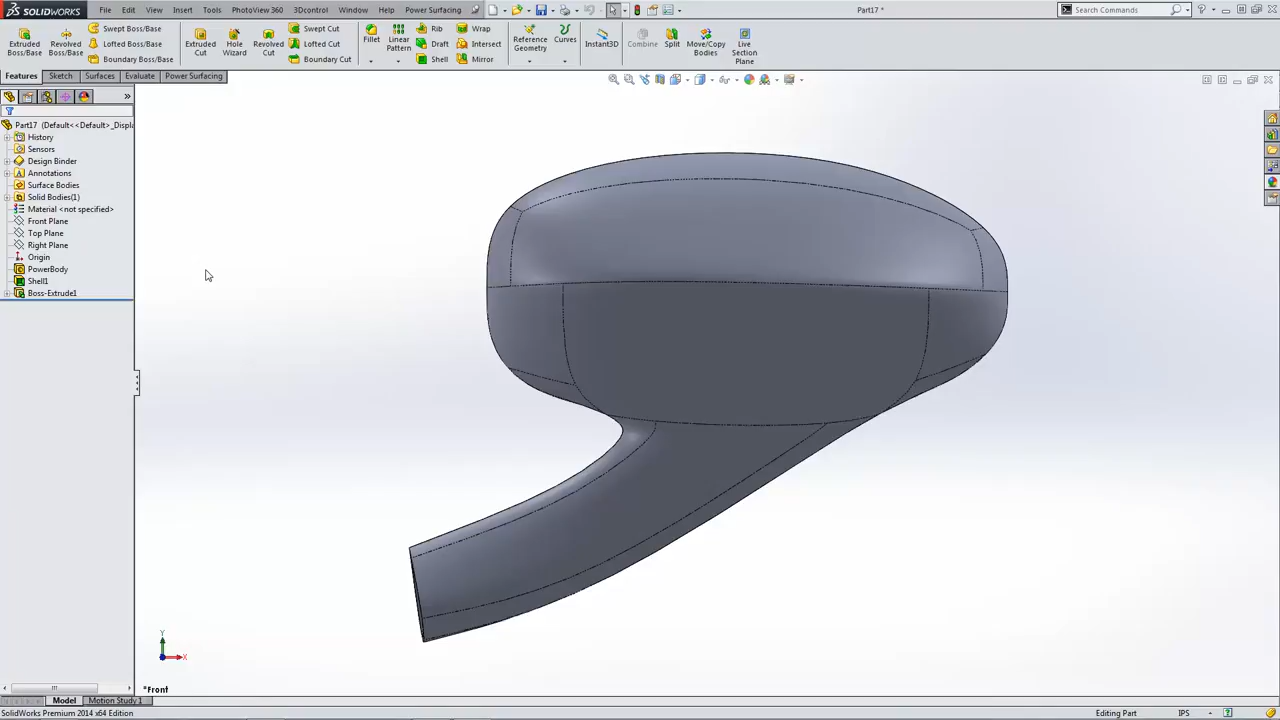 SOLIDWORKS File Edit View Insert Tools PhotoView 360 3Dcontrol Window Help Power Surfacing Part17 * Search Commands
Extruded Boss/Base Revolved Boss/Base Swept Boss/Base Lofted Boss/Base Boundary Boss/Base Extruded Cut Hole Wizard Revolved Cut Swept Cut Lofted Cut Boundary Cut Fillet Linear Pattern Rib Draft Shell Wrap Intersect Mirror Reference Geometry Curves Instant3D Combine Split Move/Copy Bodies Live Section Plane
Features Sketch Surfaces Evaluate Power Surfacing
Part17 (Default<<Default>_Displa
History
Sensors
Design Binder
Annotations
Surface Bodies
Solid Bodies(1)
Material <not specified>
Front Plane
Top Plane
Right Plane
Origin
PowerBody
Shell1
Boss-Extrude1
Y
X
*Front
Model Motion Study 1
SolidWorks Premium 2014 x64 Edition Editing Part IPS